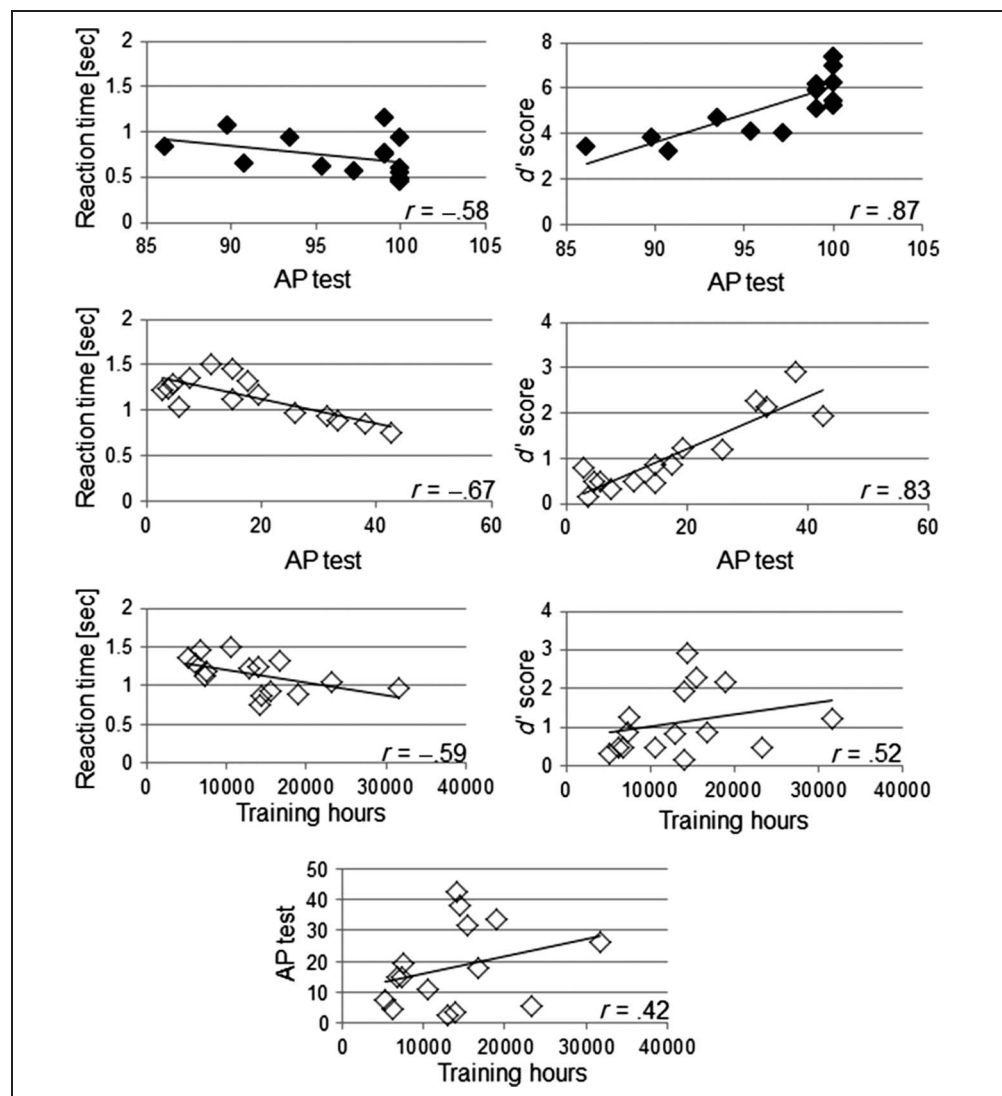 Reaction time [sec]
2
1.5
1
0.5
0
85 90 95 100 105
r = –.58
AP test
d'' score
8
6
4
2
0
85 90 95 100 105
r = .87
AP test
Reaction time [sec]
2
1.5
1
0.5
0
0 20 40 60
r = –.67
AP test
d'' score
4
3
2
1
0
0 20 40 60
r = .83
AP test
Reaction time [sec]
2
1.5
1
0.5
0
0 10000 20000 30000 40000
r = –.59
Training hours
d'' score
4
3
2
1
0
0 10000 20000 30000 40000
r = .52
Training hours
AP test
50
40
30
20
10
0
0 10000 20000 30000 40000
r = .42
Training hours